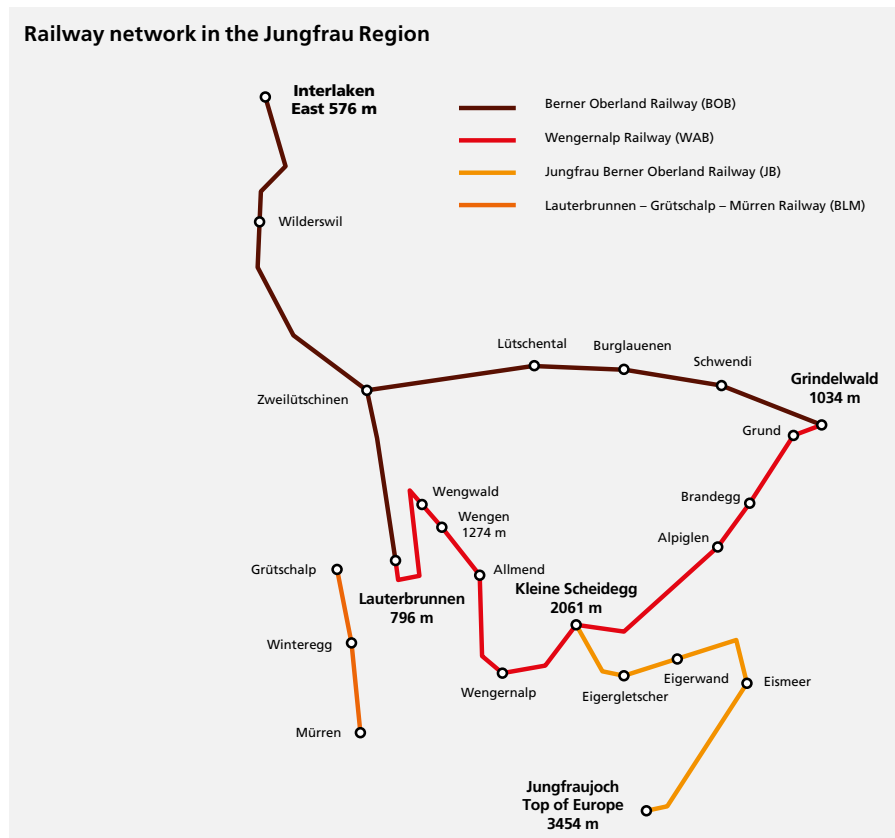 Railway network in the Jungfrau Region
Interlaken
East 576 m
Berner Oberland Railway (BOB)
Wengernalp Railway (WAB)
Jungfrau Berner Oberland Railway (JB)
Lauterbrunnen – Grütschalp – Mürren Railway (BLM)
Wilderswil
Lütschental
Burglauenen
Schwendi
Grindelwald
1034 m
Zweilütschinen
Grund
Wengwald
Brandegg
Wengen
1274 m
Alpiglen
Grütschalp
Allmend
Kleine Scheidegg
2061 m
Lauterbrunnen
796 m
Winteregg
Wengernalp
Eigergletscher
Eigerwand
Eismeer
Mürren
Jungfraujoch
Top of Europe
3454 m